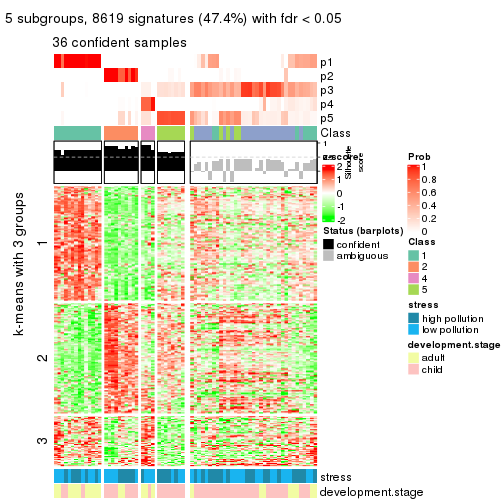 5 subgroups, 8619 signatures (47.4%) with fdr < 0.05
36 confident samples
p1
p2
p3
p4
p5
Class
1
Silhouette
score
z-score
2
1
0
-1
-2
Prob
1
0.8
0.6
0.4
0.2
0
Status (barplots)
confident
ambiguous
Class
1
2
4
5
stress
high pollution
low pollution
development.stage
adult
child
k-means with 3 groups
1
2
3
stress
development.stage